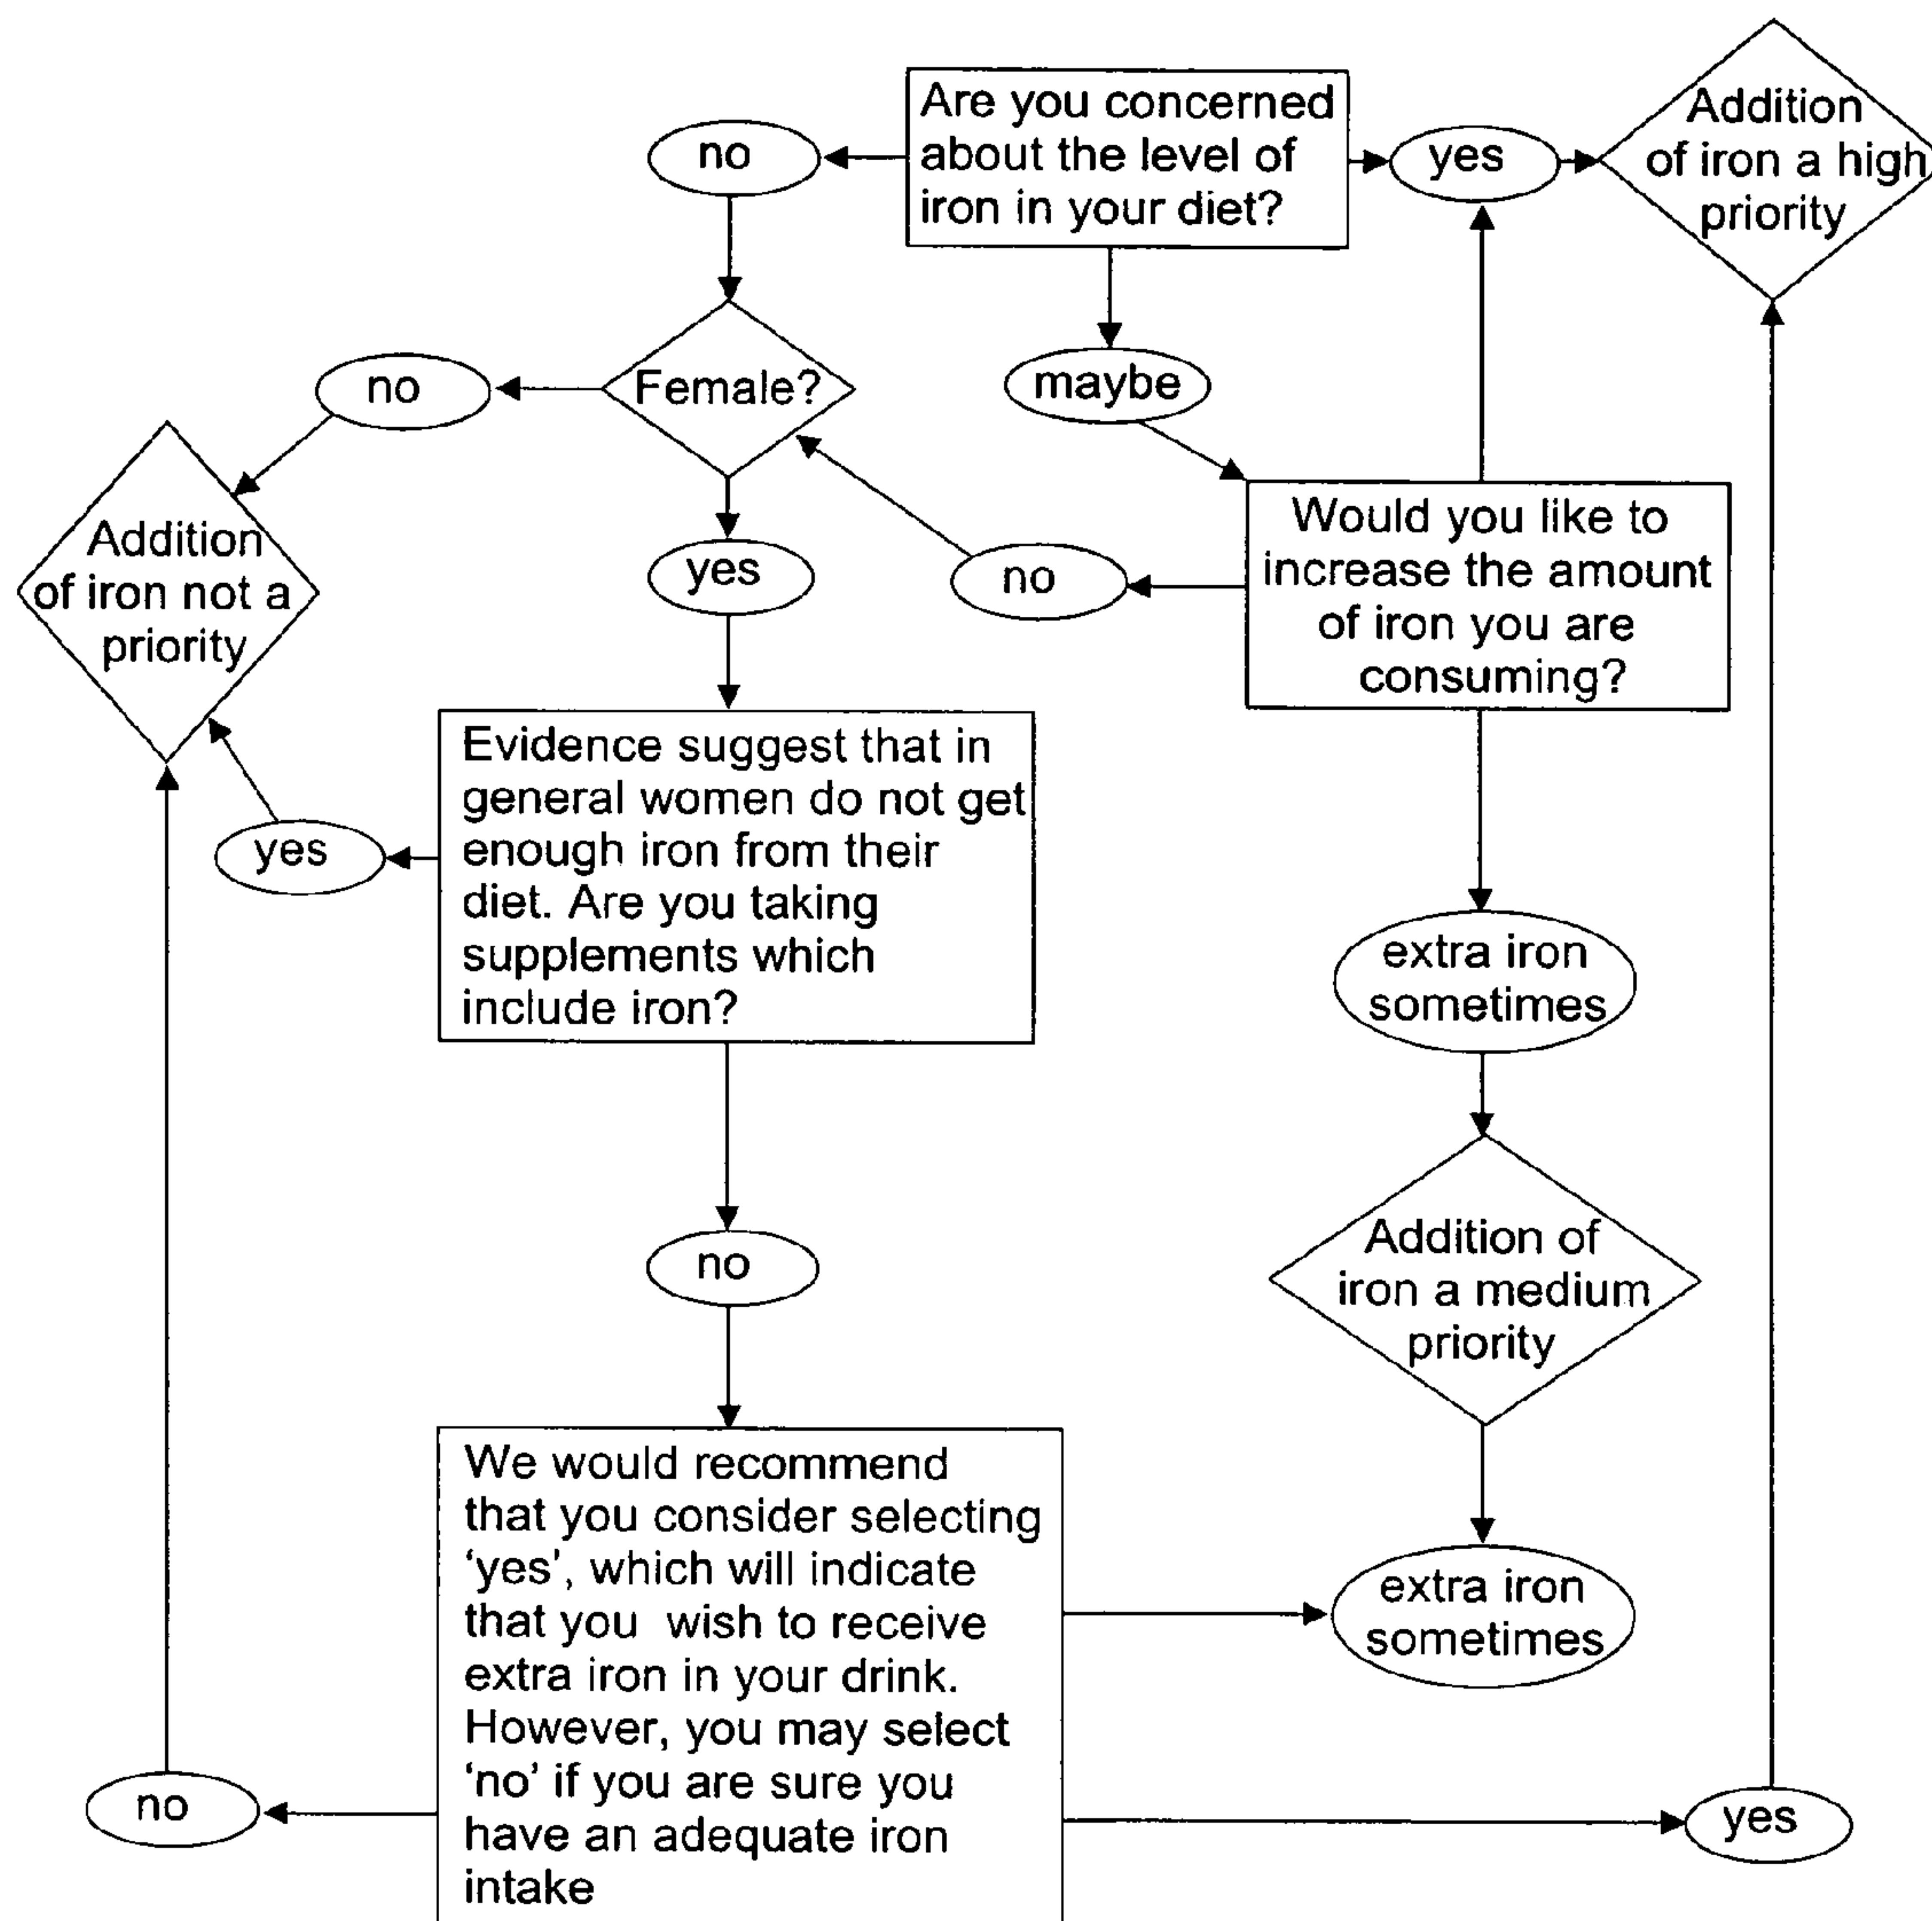 Are you concerned
about the level of
iron in your diet?
no
yes
Addition
of iron a high
priority
Female?
no
maybe
Addition
of iron not a
priority
yes
no
Would you like to
increase the amount
of iron you are
consuming?
Evidence suggest that in
general women do not get
enough iron from their
diet. Are you taking
supplements which
include iron?
yes
extra iron
sometimes
no
Addition of
iron a medium
priority
We would recommend
that you consider selecting
‘yes’, which will indicate
that you wish to receive
extra iron in your drink.
However, you may select
‘no’ if you are sure you
have an adequate iron
intake
extra iron
sometimes
no
yes